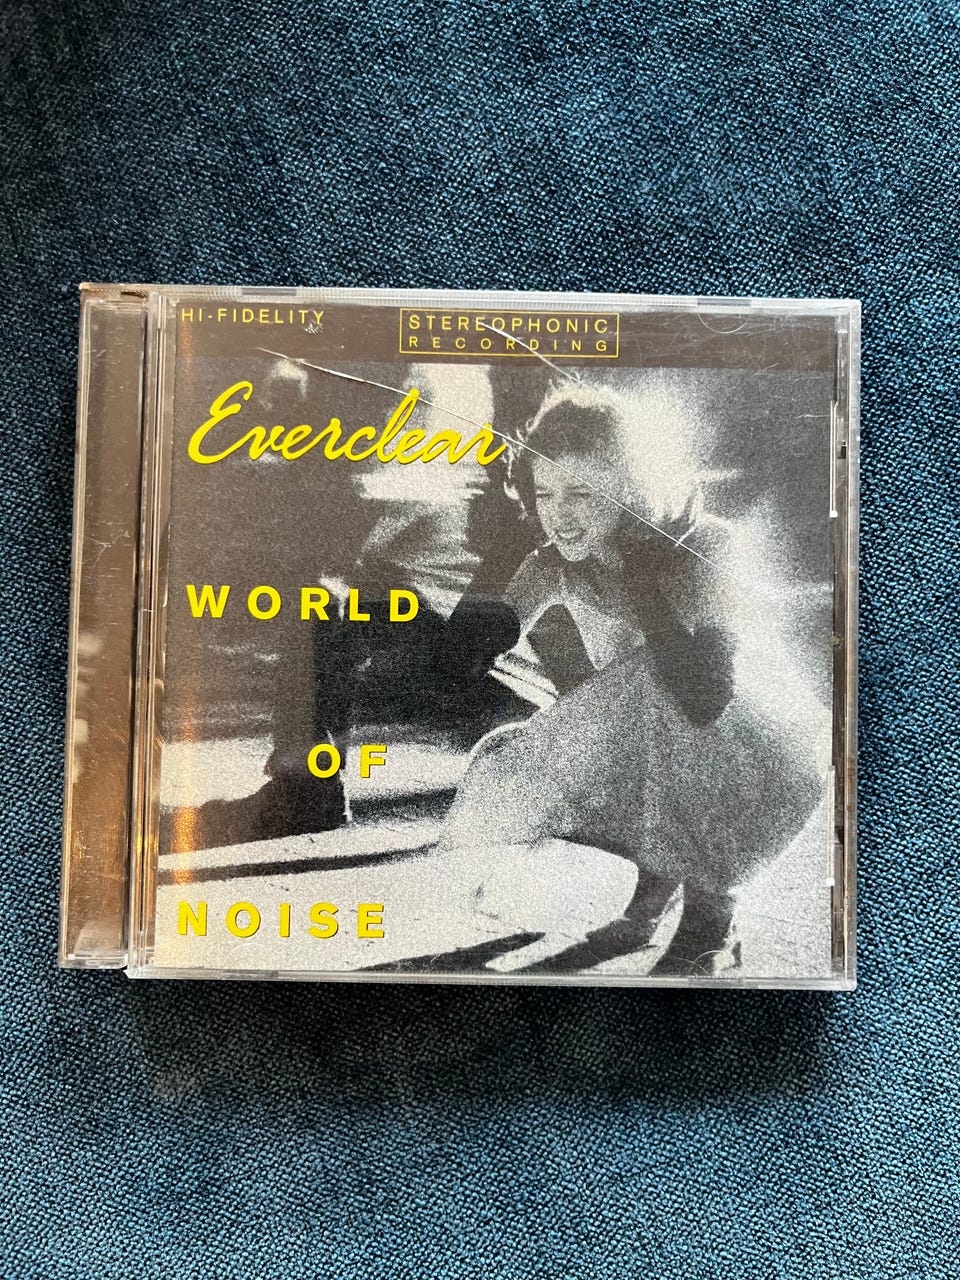 HI-FIDELITY
STEREOPHONIC
RECORDING
Everclear
WORLD
OF
NOISE